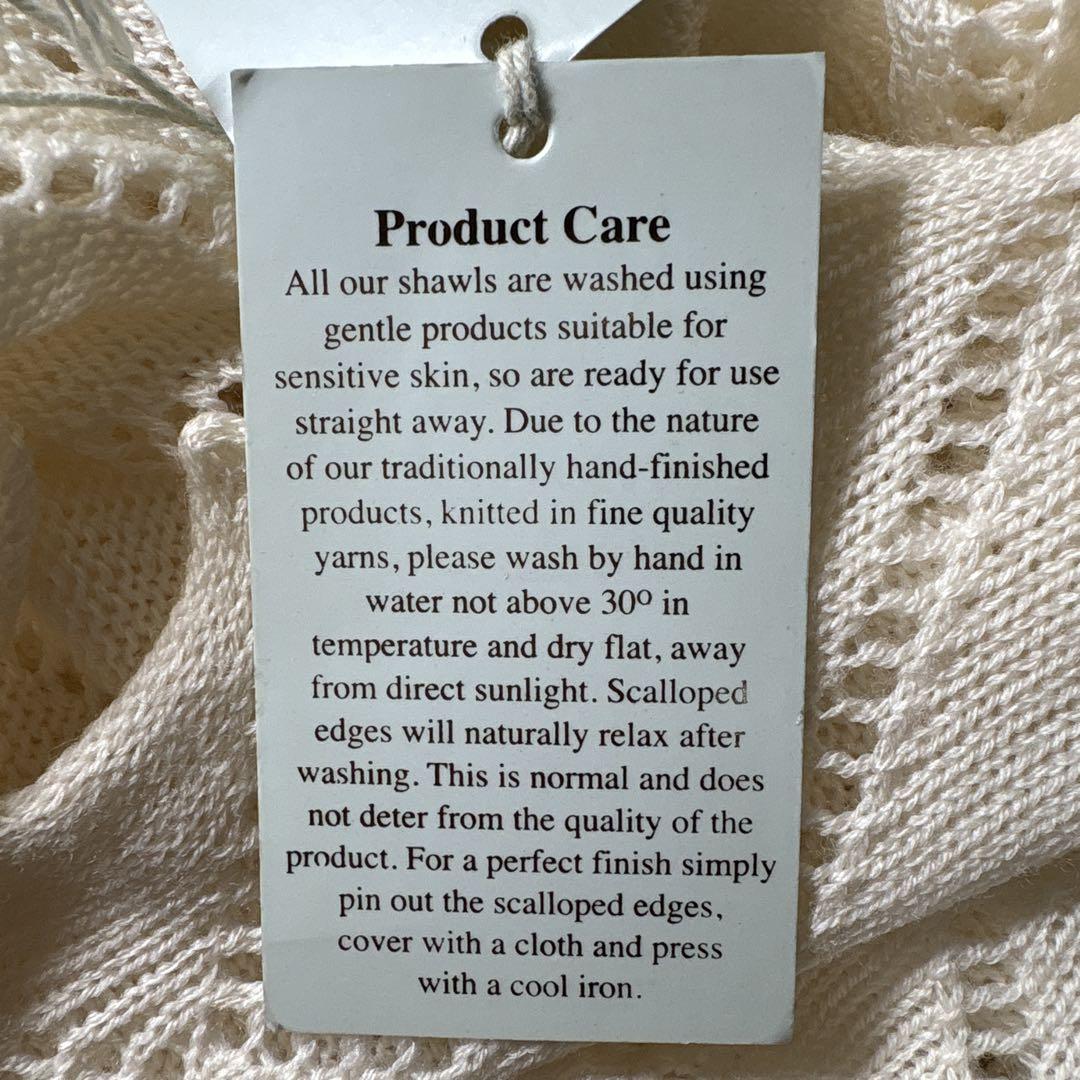 Product Care
All our shawls are washed using
gentle products suitable for
sensitive skin, so are ready for use
straight away. Due to the nature
of our traditionally hand-finished
products, knitted in fine quality
yarns, please wash by hand in
water not above 30º in
temperature and dry flat, away
from direct sunlight. Scalloped
edges will naturally relax after
washing. This is normal and does
not deter from the quality of the
product. For a perfect finish simply
pin out the scalloped edges,
cover with a cloth and press
with a cool iron.